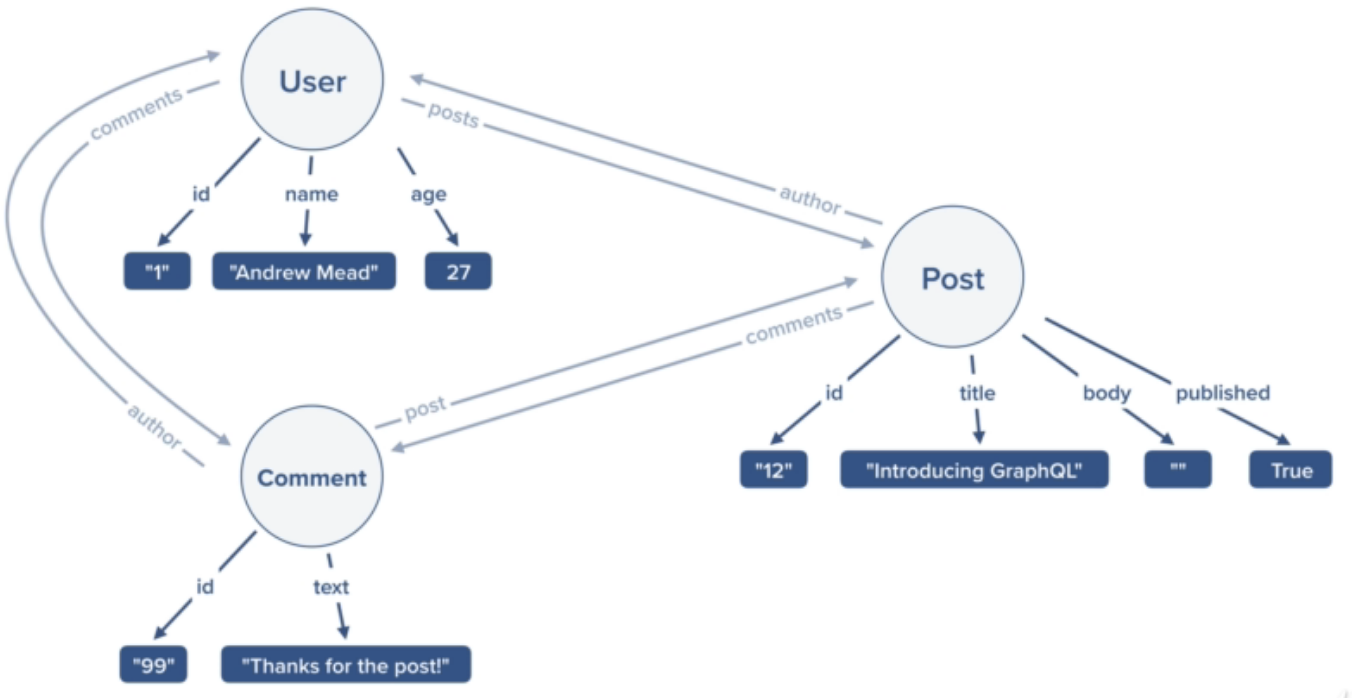 User
comments
posts
id
name
age
author
"1"
"Andrew Mead"
27
Post
comments
post
author
id
title
body
published
Comment
"12"
"Introducing GraphQL"
""
True
id
text
"99"
"Thanks for the post!"